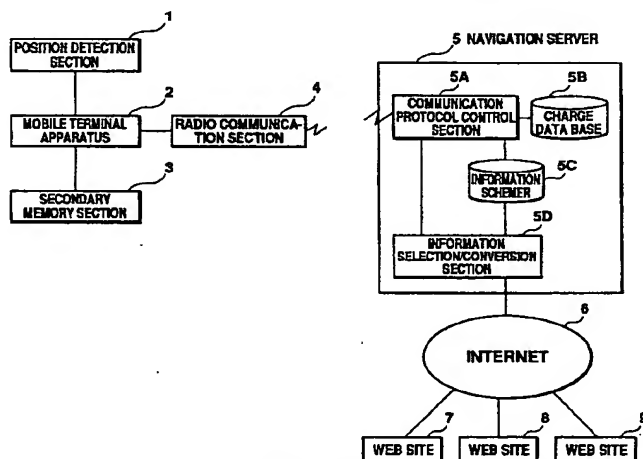 1
POSITION DETECTION
SECTION
2
MOBILE TERMINAL
APPARATUS
4
RADIO COMMUNICA-
TION SECTION
3
SECONDARY
MEMORY SECTION
5 NAVIGATION SERVER
5A
COMMUNICATION
PROTOCOL CONTROL
SECTION
5B
CHARGE
DATA BASE
5C
INFORMATION
SCHEMER
5D
INFORMATION
SELECTION/CONVERSION
SECTION
6
INTERNET
7
WEB SITE
8
WEB SITE
9
WEB SITE